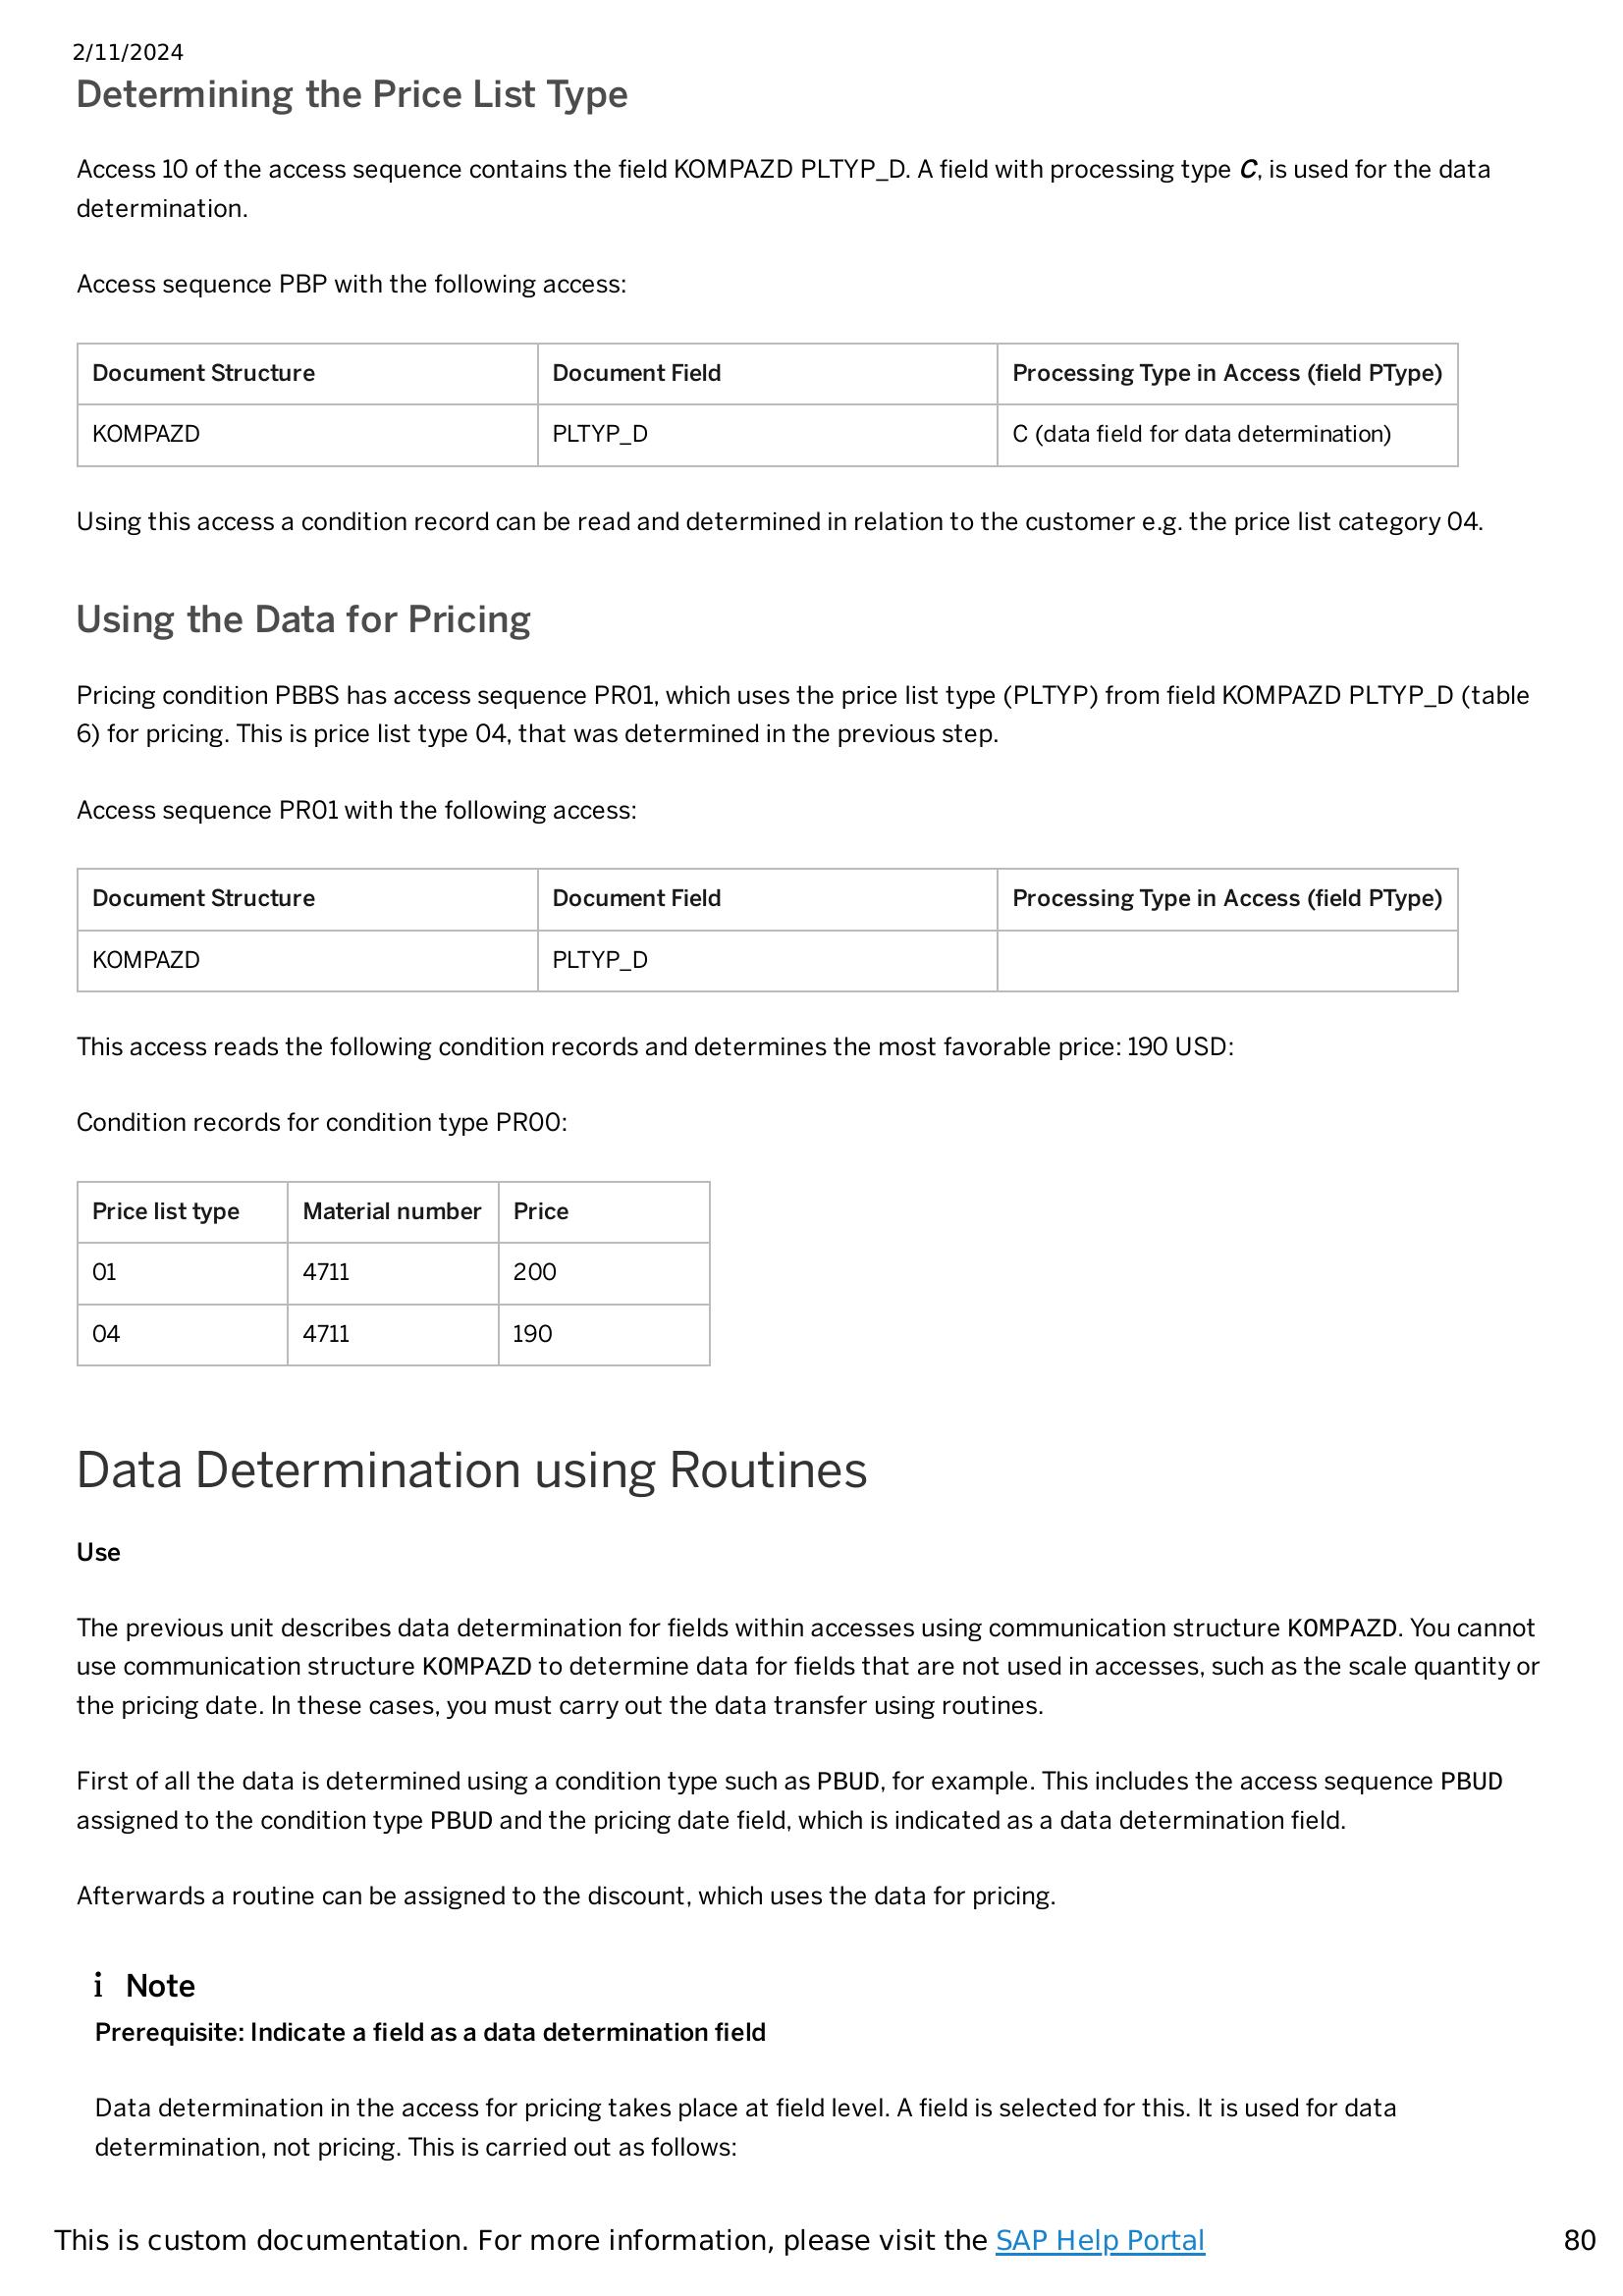 2/11/2024
Determining the Price List Type
Access 10 of the access sequence contains the field KOMPAZD PLTYP_D. A field with processing type C, is used for the data
determination.
Access sequence PBP with the following access:
Document Structure Document Field Processing Type in Access (field PType)
KOMPAZD PLTYP_D C (data field for data determination)
Using this access a condition record can be read and determined in relation to the customer e.g. the price list category 04.
Using the Data for Pricing
Pricing condition PBBS has access sequence PR01, which uses the price list type (PLTYP) from field KOMPAZD PLTYP_D (table
6) for pricing. This is price list type 04, that was determined in the previous step.
Access sequence PR01 with the following access:
Document Structure Document Field Processing Type in Access (field PType)
KOMPAZD PLTYP_D
This access reads the following condition records and determines the most favorable price: 190 USD:
Condition records for condition type PR00:
Price list type Material number Price
01 4711 200
04 4711 190
Data Determination using Routines
Use
The previous unit describes data determination for fields within accesses using communication structure KOMPAZD. You cannot
use communication structure KOMPAZD to determine data for fields that are not used in accesses, such as the scale quantity or
the pricing date. In these cases, you must carry out the data transfer using routines.
First of all the data is determined using a condition type such as PBUD, for example. This includes the access sequence PBUD
assigned to the condition type PBUD and the pricing date field, which is indicated as a data determination field.
Afterwards a routine can be assigned to the discount, which uses the data for pricing.
i Note
Prerequisite: Indicate a field as a data determination field
Data determination in the access for pricing takes place at field level. A field is selected for this. It is used for data
determination, not pricing. This is carried out as follows:
This is custom documentation. For more information, please visit the SAP Help Portal 80